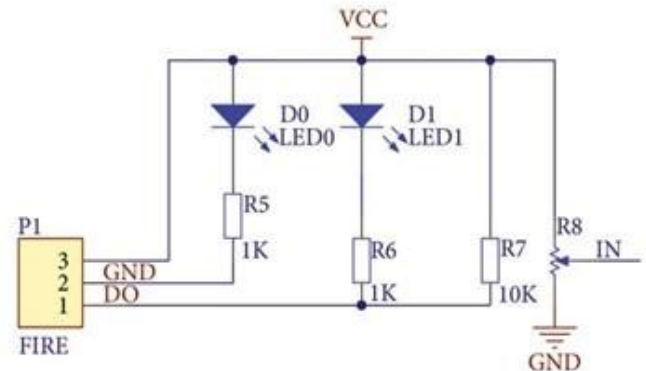 VCC
D0
LED0
D1
LED1
R5
1K
R6
1K
R7
10K
R8
IN
P1
3
2
1
GND
DO
FIRE
GND